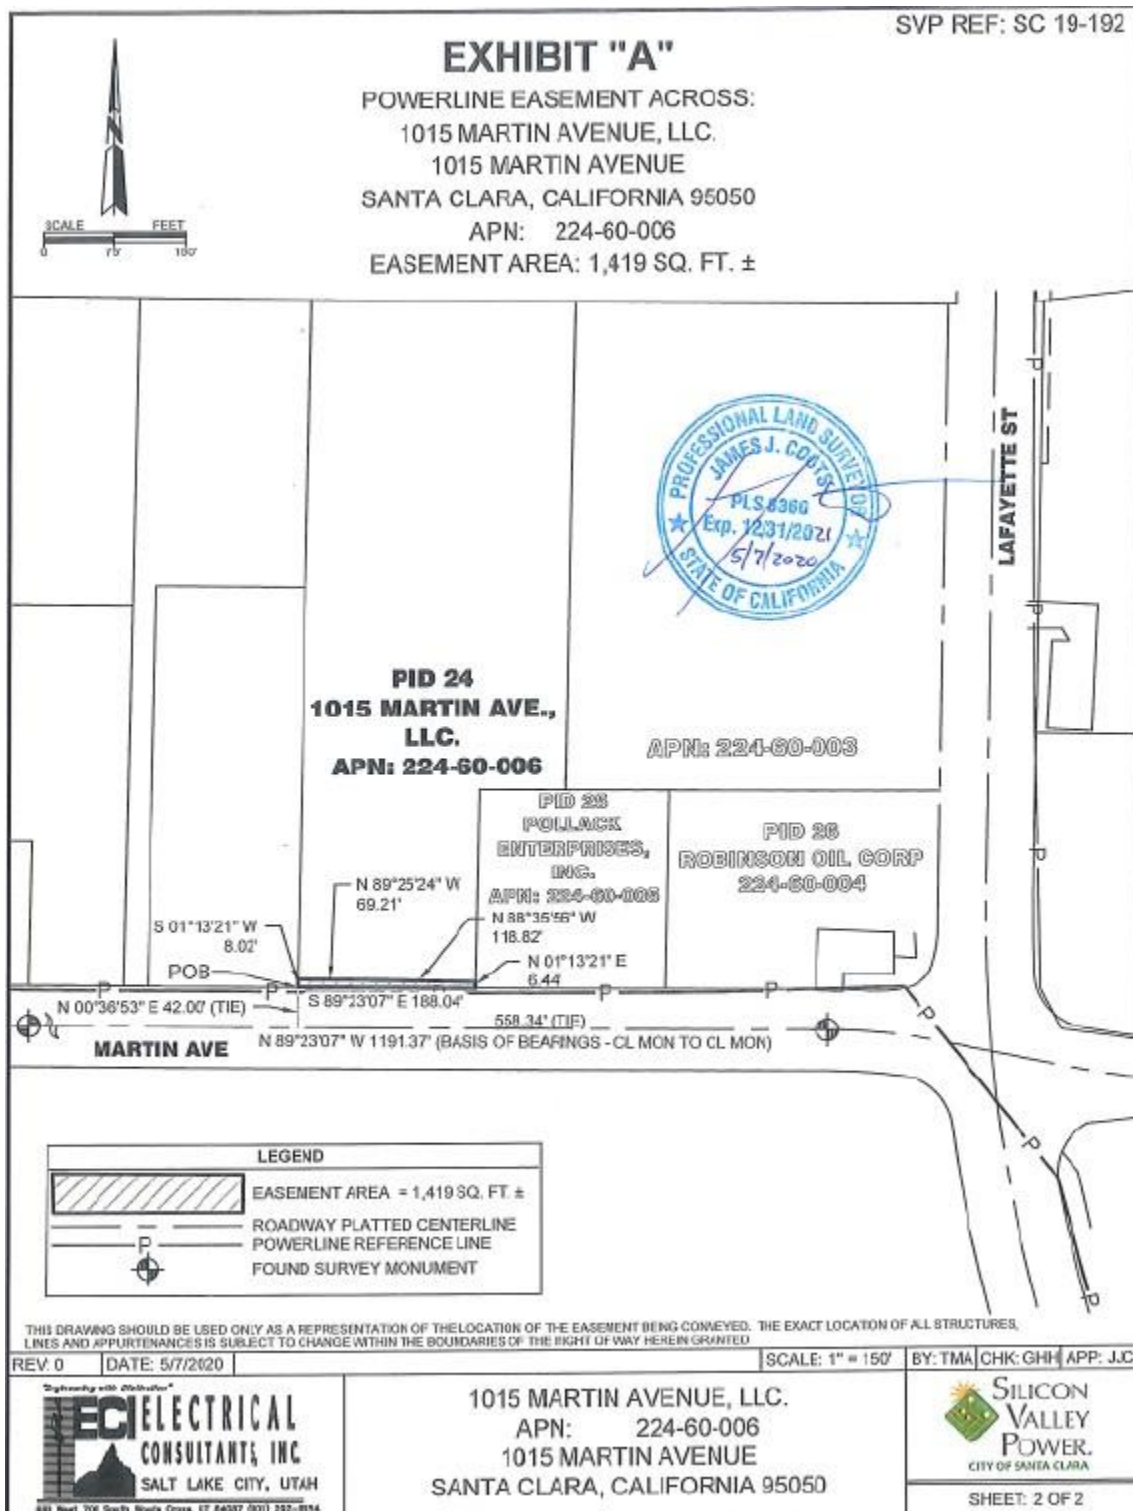 SVP REF: SC 19-192
EXHIBIT "A"
POWERLINE EASEMENT ACROSS:
1015 MARTIN AVENUE, LLC.
1015 MARTIN AVENUE
SANTA CLARA, CALIFORNIA 95050
APN: 224-60-006
EASEMENT AREA: 1,419 SQ. FT. ±
N
SCALE FEET
0 75' 150'
PROFESSIONAL LAND SURVEYOR
JAMES J. COOTS
PLS 8366
Exp. 12/31/2021
5/7/2020
STATE OF CALIFORNIA
LAFAYETTE ST
P
P
P
PID 24
1015 MARTIN AVE.,
LLC.
APN: 224-60-006
APN: 224-60-003
PID 25
POLLACK
ENTERPRISES,
INC.
APN: 224-60-005
PID 26
ROBINSON OIL CORP
224-60-004
N 89°25'24" W
69.21'
S 01°13'21" W
8.02'
N 88°35'56" W
118.82'
N 01°13'21" E
6.44'
POB
P P P P
N 00°36'53" E 42.00' (TIE)
S 89°23'07" E 188.04'
558.34' (TIE)
MARTIN AVE
N 89°23'07" W 1191.37' (BASIS OF BEARINGS - CL MON TO CL MON)
P
P
P
LEGEND
EASEMENT AREA = 1,419 SQ. FT. ±
ROADWAY PLATTED CENTERLINE
P POWERLINE REFERENCE LINE
FOUND SURVEY MONUMENT
THIS DRAWING SHOULD BE USED ONLY AS A REPRESENTATION OF THE LOCATION OF THE EASEMENT BEING CONVEYED. THE EXACT LOCATION OF ALL STRUCTURES,
LINES AND APPURTENANCES IS SUBJECT TO CHANGE WITHIN THE BOUNDARIES OF THE RIGHT OF WAY HEREIN GRANTED
REV: 0 DATE: 5/7/2020 SCALE: 1" = 150' BY: TMA CHK: GHH APP: JJC
"Engineering with Distinction"
ECI ELECTRICAL
CONSULTANTS, INC.
SALT LAKE CITY, UTAH
1015 MARTIN AVENUE, LLC.
APN: 224-60-006
1015 MARTIN AVENUE
SANTA CLARA, CALIFORNIA 95050
SILICON
VALLEY
POWER.
CITY OF SANTA CLARA
SHEET: 2 OF 2